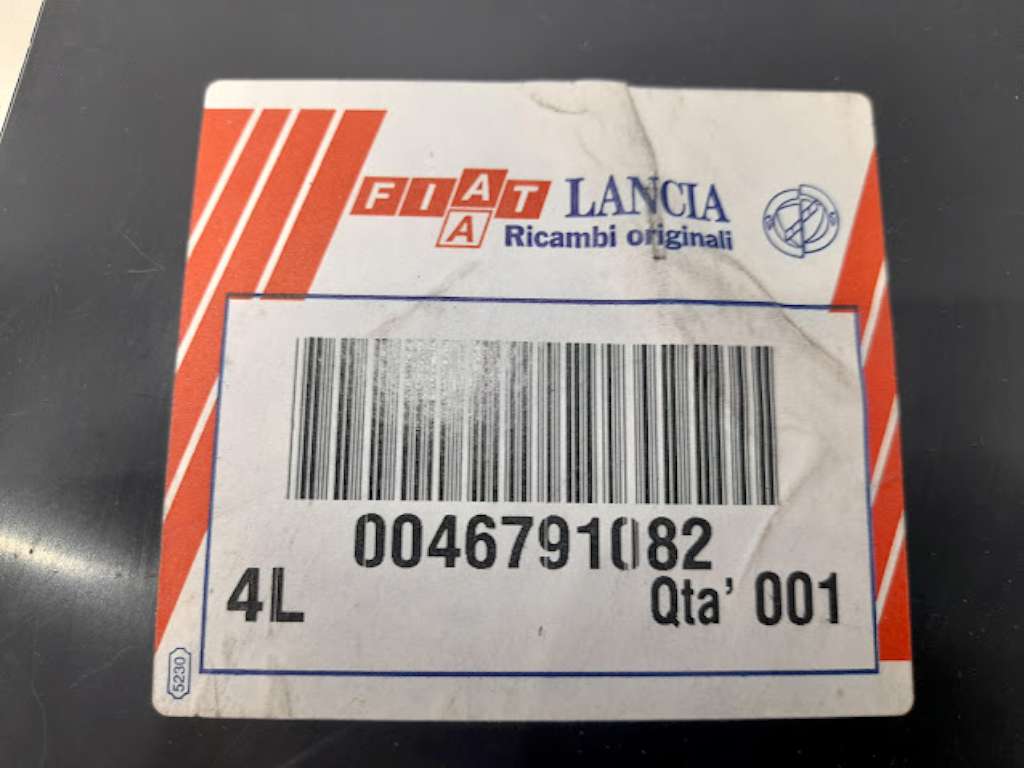 FIAT LANCIA
A Ricambi originali
0046791082
4L Qta' 001
5230